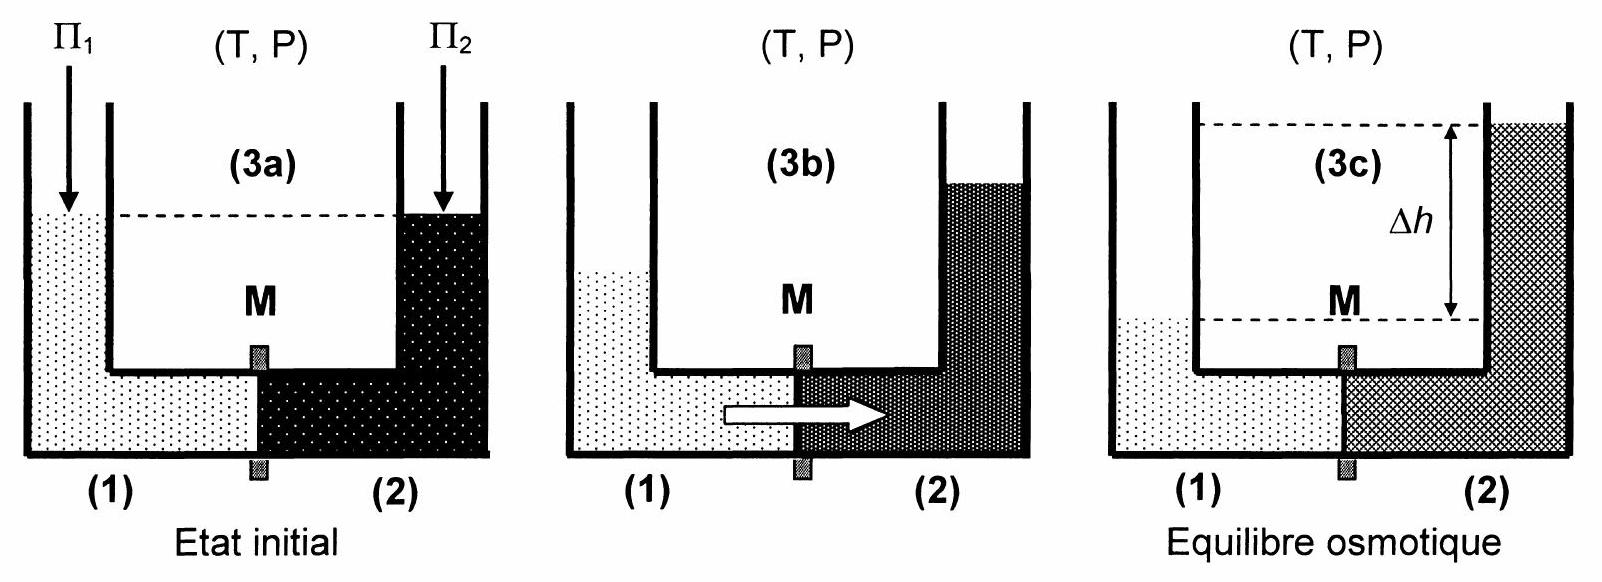 Π1 (T, P) Π2
(T, P)
(T, P)
(3a)
(3b)
(3c)
Δh
M
M
M
(1) (2)
(1) (2)
(1) (2)
Etat initial
Equilibre osmotique